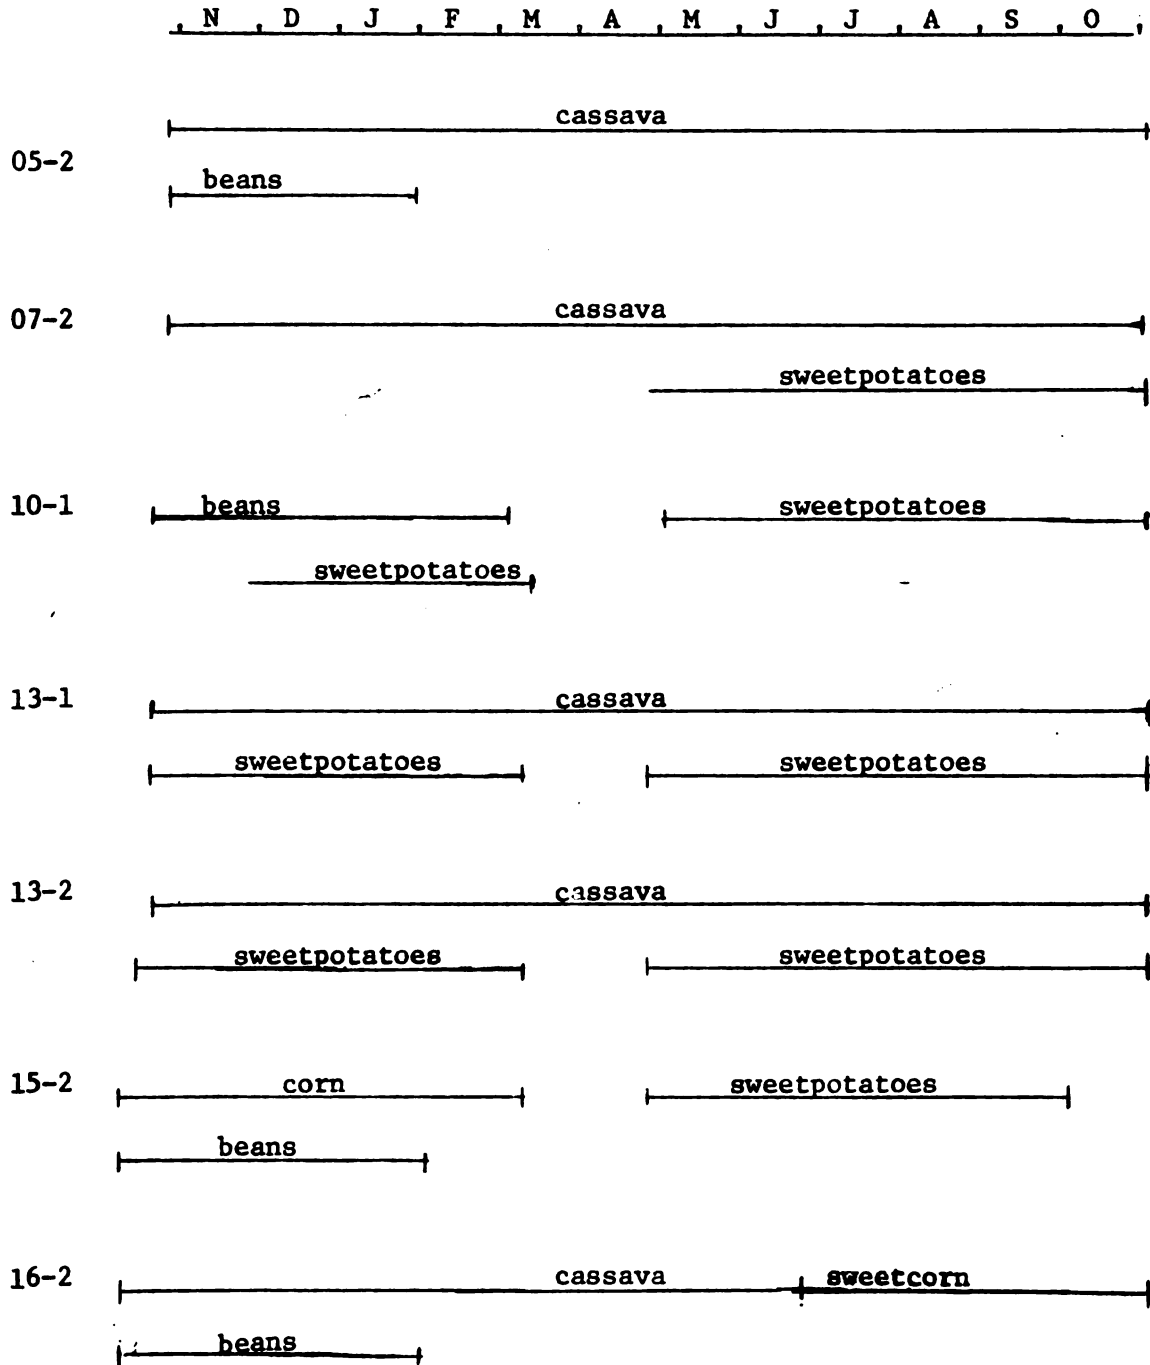 N D J F M A M J J A S O
cassava
05-2
beans
07-2 cassava
sweetpotatoes
10-1 beans sweetpotatoes
sweetpotatoes
13-1 cassava
sweetpotatoes sweetpotatoes
13-2 cassava
sweetpotatoes sweetpotatoes
15-2 corn sweetpotatoes
beans
16-2 cassava sweetcorn
beans